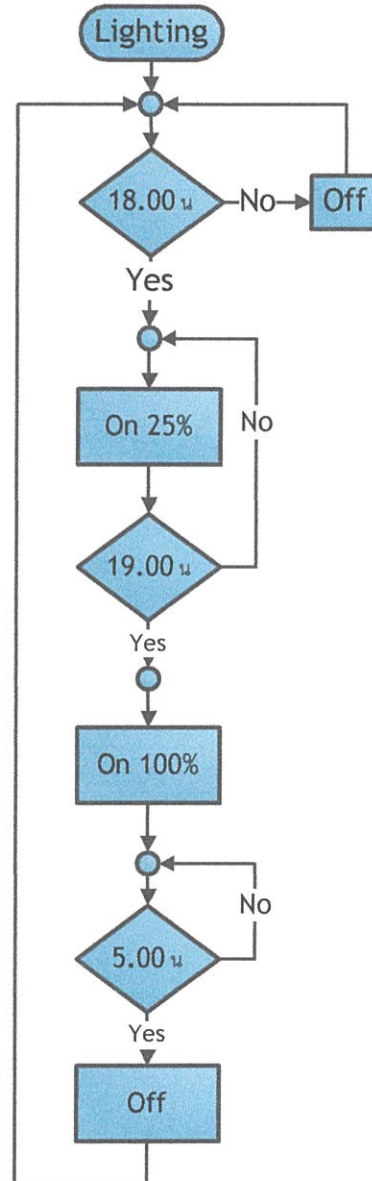 Lighting
18.00 น
No
Off
Yes
On 25%
No
19.00 น
Yes
On 100%
No
5.00 น
Yes
Off